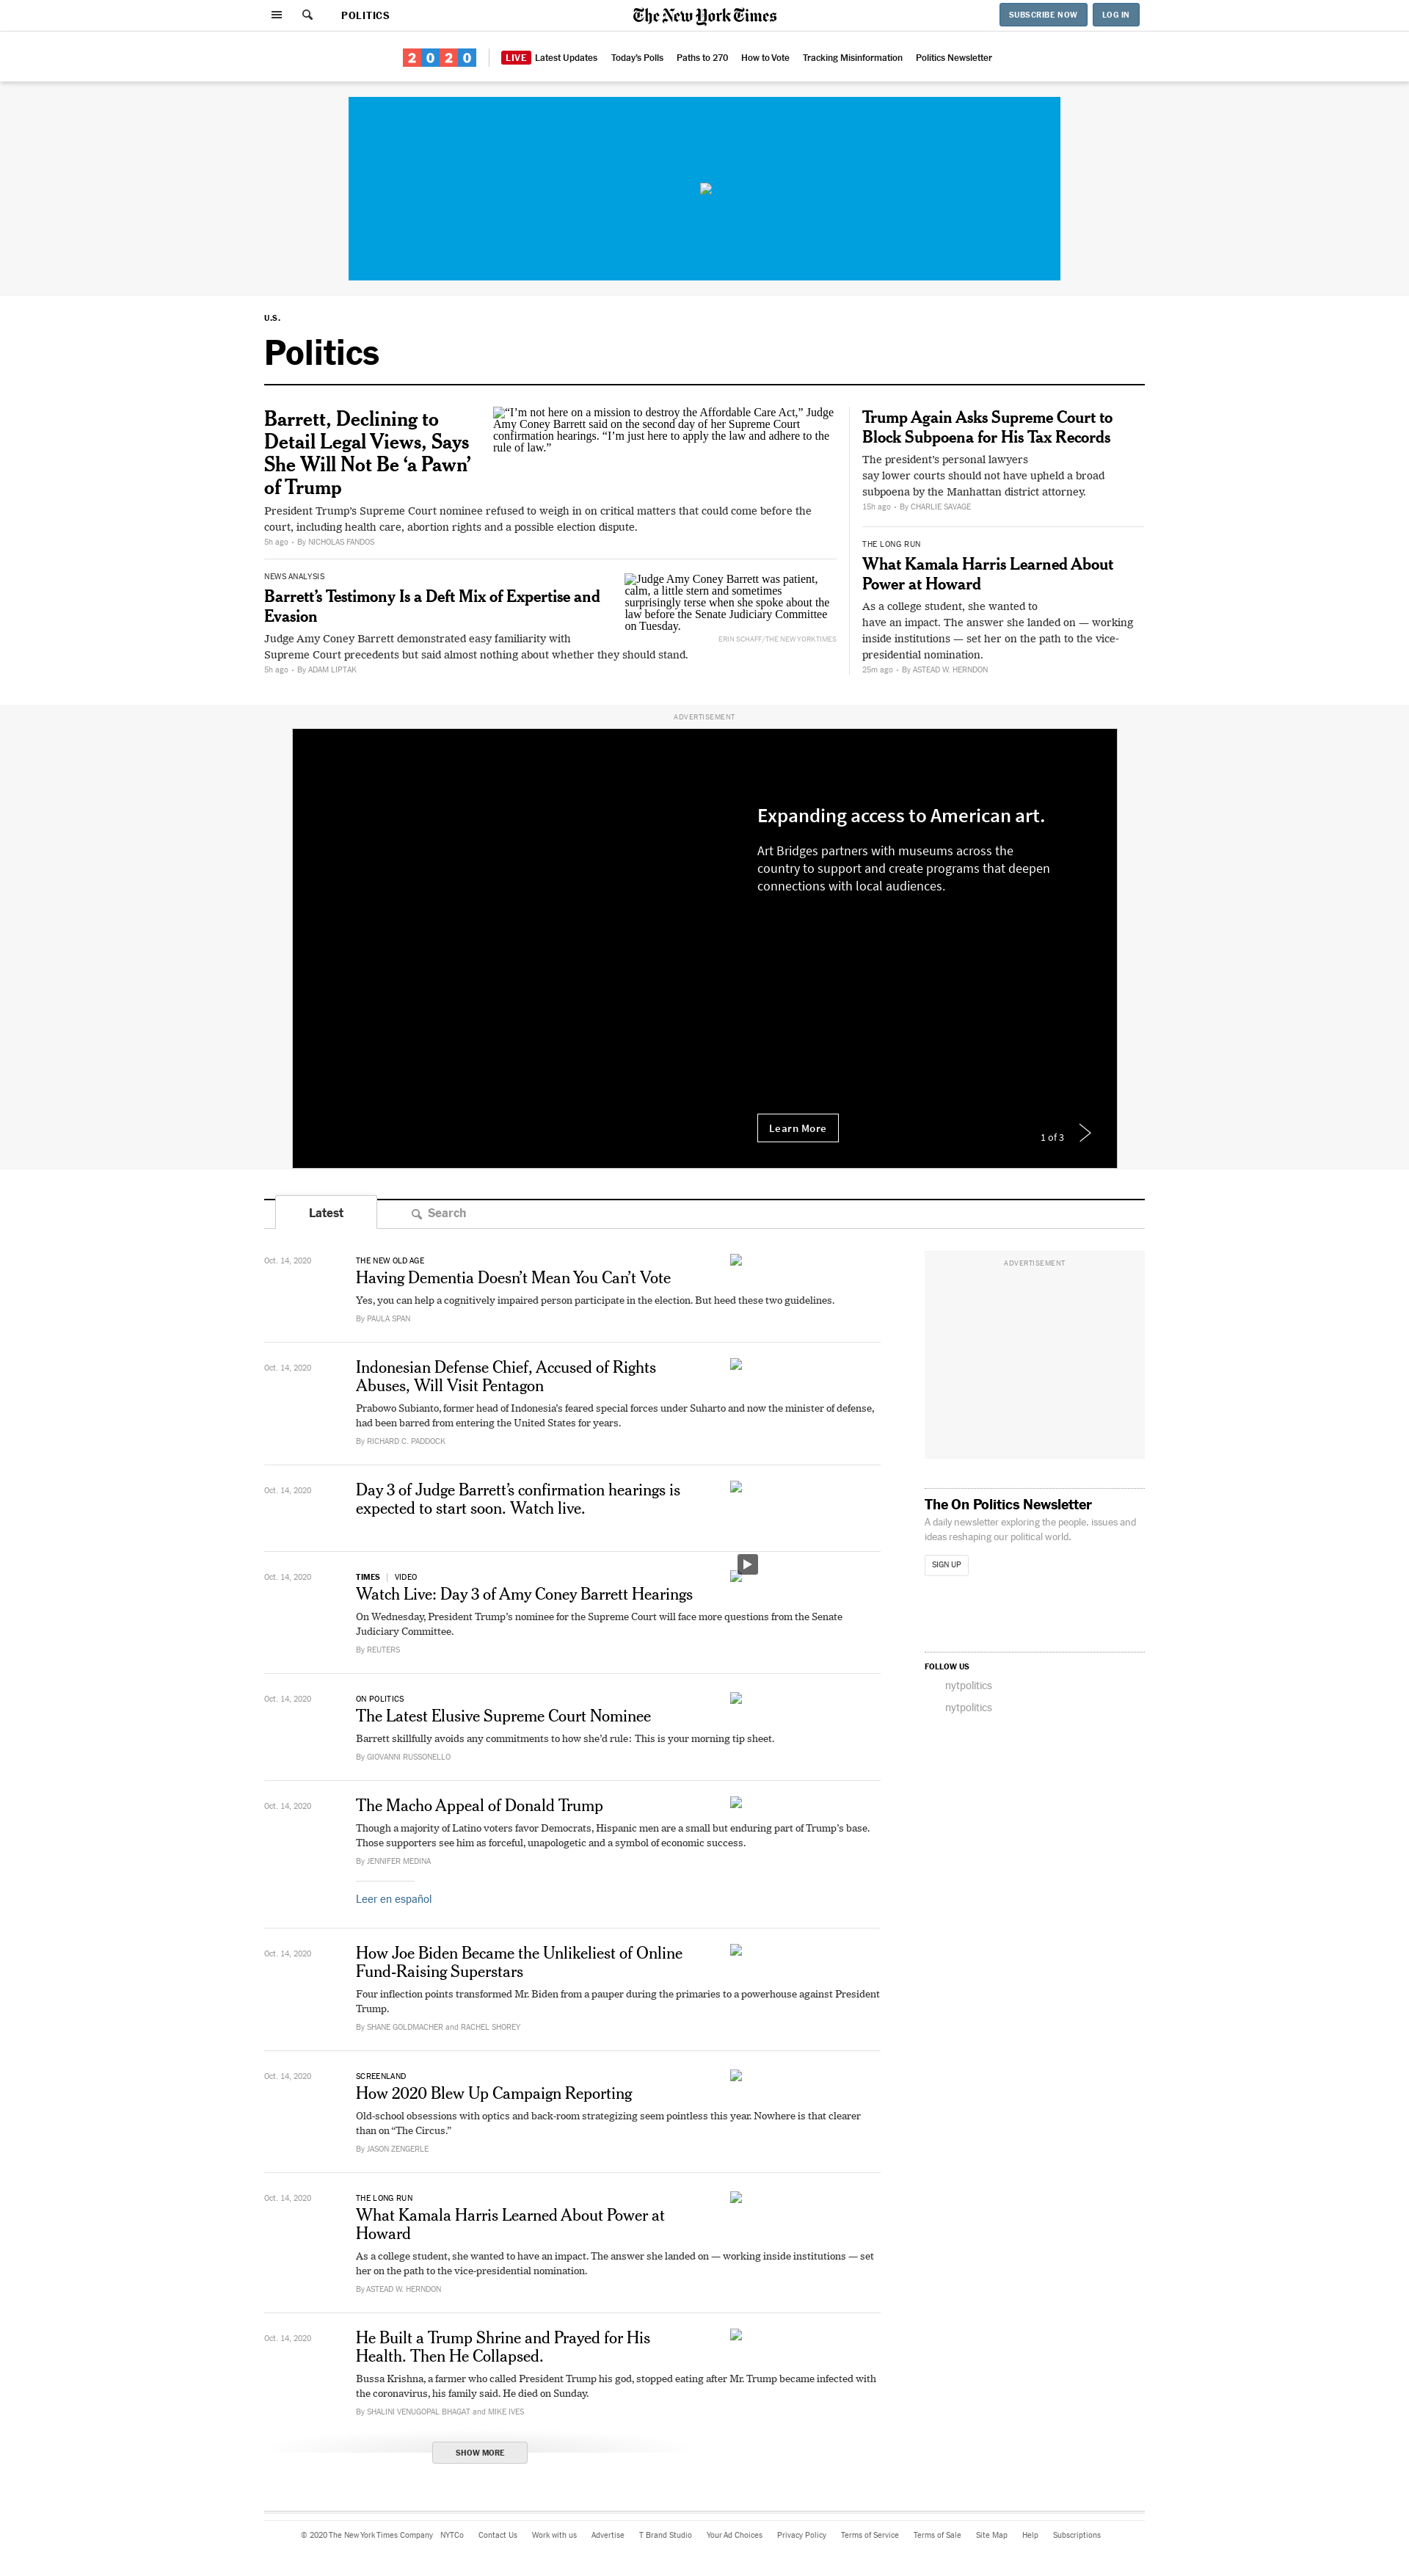 POLITICS
The New York Times
SUBSCRIBE NOW
LOG IN
2020
LIVE Latest Updates
Today's Polls
Paths to 270
How to Vote
Tracking Misinformation
Politics Newsletter
U.S.
Politics
Barrett, Declining to
Detail Legal Views, Says
She Will Not Be ‘a Pawn’
of Trump
“I’m not here on a mission to destroy the Affordable Care Act,” Judge
Amy Coney Barrett said on the second day of her Supreme Court
confirmation hearings. “I’m just here to apply the law and adhere to the
rule of law.”
President Trump’s Supreme Court nominee refused to weigh in on critical matters that could come before the
court, including health care, abortion rights and a possible election dispute.
5h ago • By NICHOLAS FANDOS
NEWS ANALYSIS
Barrett’s Testimony Is a Deft Mix of Expertise and
Evasion
Judge Amy Coney Barrett was patient,
calm, a little stern and sometimes
surprisingly terse when she spoke about the
law before the Senate Judiciary Committee
on Tuesday.
ERIN SCHAFF/THE NEW YORK TIMES
Judge Amy Coney Barrett demonstrated easy familiarity with
Supreme Court precedents but said almost nothing about whether they should stand.
5h ago • By ADAM LIPTAK
Trump Again Asks Supreme Court to
Block Subpoena for His Tax Records
The president’s personal lawyers
say lower courts should not have upheld a broad
subpoena by the Manhattan district attorney.
15h ago • By CHARLIE SAVAGE
THE LONG RUN
What Kamala Harris Learned About
Power at Howard
As a college student, she wanted to
have an impact. The answer she landed on — working
inside institutions — set her on the path to the vice-
presidential nomination.
25m ago • By ASTEAD W. HERNDON
ADVERTISEMENT
Expanding access to American art.
Art Bridges partners with museums across the
country to support and create programs that deepen
connections with local audiences.
Learn More
1 of 3
Latest
Search
Oct. 14, 2020
THE NEW OLD AGE
Having Dementia Doesn’t Mean You Can’t Vote
Yes, you can help a cognitively impaired person participate in the election. But heed these two guidelines.
By PAULA SPAN
Oct. 14, 2020
Indonesian Defense Chief, Accused of Rights
Abuses, Will Visit Pentagon
Prabowo Subianto, former head of Indonesia’s feared special forces under Suharto and now the minister of defense,
had been barred from entering the United States for years.
By RICHARD C. PADDOCK
Oct. 14, 2020
Day 3 of Judge Barrett’s confirmation hearings is
expected to start soon. Watch live.
Oct. 14, 2020
TIMES | VIDEO
Watch Live: Day 3 of Amy Coney Barrett Hearings
On Wednesday, President Trump’s nominee for the Supreme Court will face more questions from the Senate
Judiciary Committee.
By REUTERS
Oct. 14, 2020
ON POLITICS
The Latest Elusive Supreme Court Nominee
Barrett skillfully avoids any commitments to how she’d rule: This is your morning tip sheet.
By GIOVANNI RUSSONELLO
Oct. 14, 2020
The Macho Appeal of Donald Trump
Though a majority of Latino voters favor Democrats, Hispanic men are a small but enduring part of Trump’s base.
Those supporters see him as forceful, unapologetic and a symbol of economic success.
By JENNIFER MEDINA
Leer en español
Oct. 14, 2020
How Joe Biden Became the Unlikeliest of Online
Fund-Raising Superstars
Four inflection points transformed Mr. Biden from a pauper during the primaries to a powerhouse against President
Trump.
By SHANE GOLDMACHER and RACHEL SHOREY
Oct. 14, 2020
SCREENLAND
How 2020 Blew Up Campaign Reporting
Old-school obsessions with optics and back-room strategizing seem pointless this year. Nowhere is that clearer
than on “The Circus.”
By JASON ZENGERLE
Oct. 14, 2020
THE LONG RUN
What Kamala Harris Learned About Power at
Howard
As a college student, she wanted to have an impact. The answer she landed on — working inside institutions — set
her on the path to the vice-presidential nomination.
By ASTEAD W. HERNDON
Oct. 14, 2020
He Built a Trump Shrine and Prayed for His
Health. Then He Collapsed.
Bussa Krishna, a farmer who called President Trump his god, stopped eating after Mr. Trump became infected with
the coronavirus, his family said. He died on Sunday.
By SHALINI VENUGOPAL BHAGAT and MIKE IVES
SHOW MORE
ADVERTISEMENT
The On Politics Newsletter
A daily newsletter exploring the people, issues and
ideas reshaping our political world.
SIGN UP
FOLLOW US
nytpolitics
nytpolitics
© 2020 The New York Times Company
NYTCo
Contact Us
Work with us
Advertise
T Brand Studio
Your Ad Choices
Privacy Policy
Terms of Service
Terms of Sale
Site Map
Help
Subscriptions